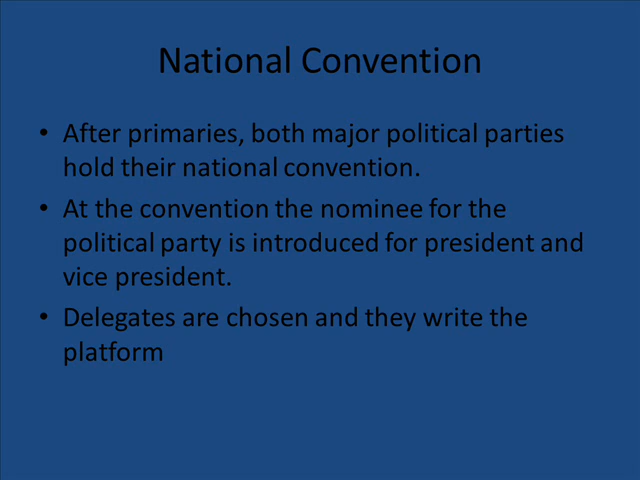 National Convention
• After primaries, both major political parties
hold their national convention.
• At the convention the nominee for the
political party is introduced for president and
vice president.
• Delegates are chosen and they write the
platform